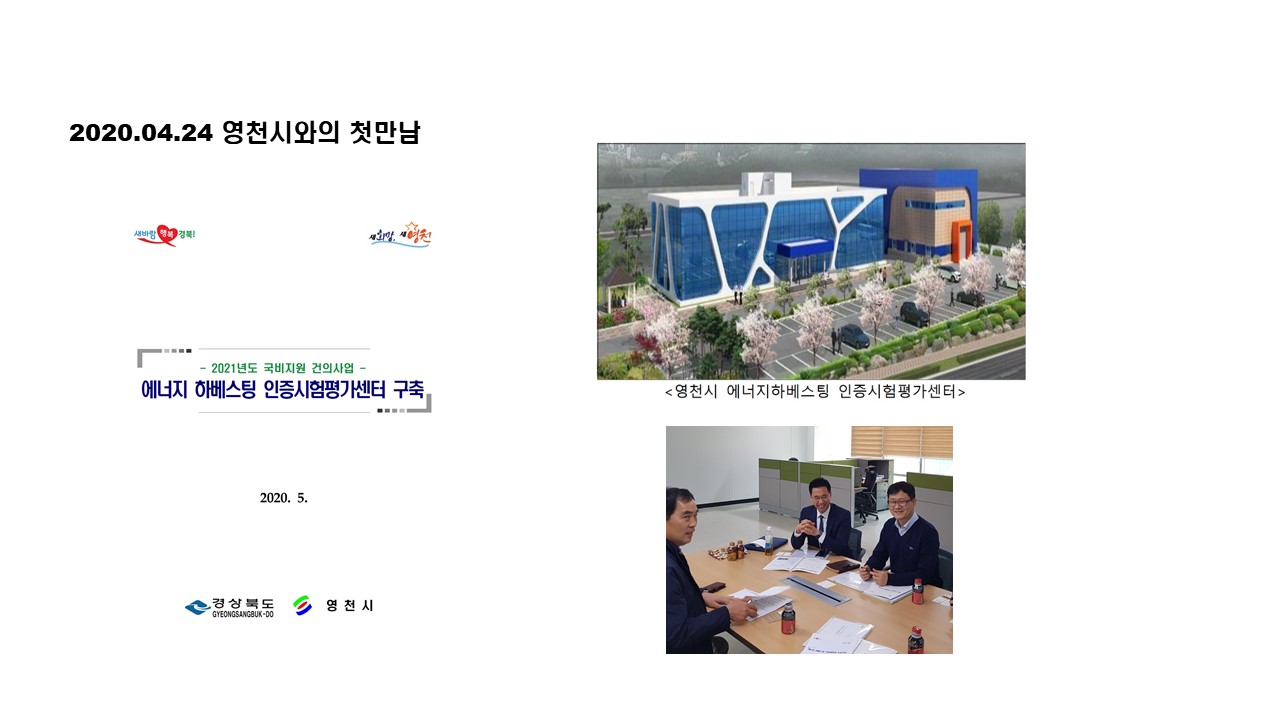 2020.04.24 영천시와의 첫만남
새바람 행복 경북!
새희망, 새영천!
- 2021년도 국비지원 건의사업 -
에너지 하베스팅 인증시험평가센터 구축
2020. 5.
경상북도
GYEONGSANGBUK-DO
영천시
<영천시 에너지하베스팅 인증시험평가센터>